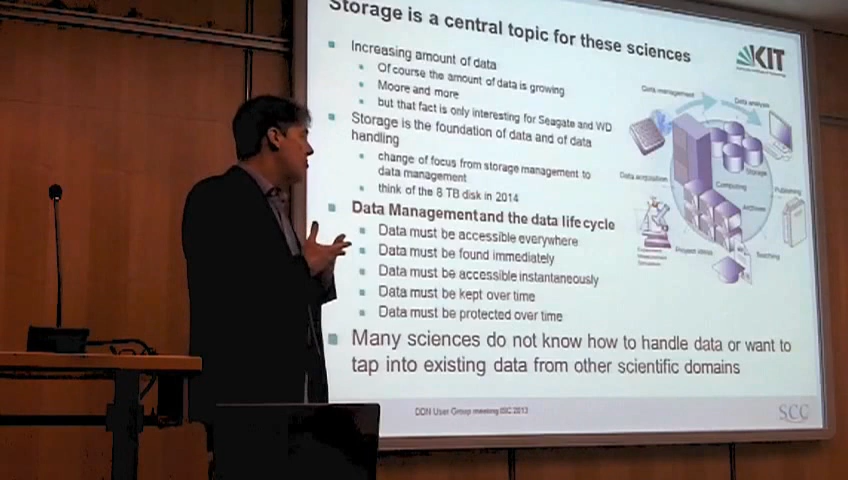 Storage is a central topic for these sciences
KIT
Increasing amount of data
Of course the amount of data is growing
Moore and more
but that fact is only interesting for Seagate and WD
Storage is the foundation of data and of data
handling
change of focus from storage management to
data management
think of the 8 TB disk in 2014
Data Management and the data life cycle
Data must be accessible everywhere
Data must be found immediately
Data must be accessible instantaneously
Data must be kept over time
Data must be protected over time
Many sciences do not know how to handle data or want to
tap into existing data from other scientific domains
Data management
Data analysis
Storage
Data acquisition
Computing
Publishing
Archives
Project ideas
Teaching
DDN User Group meeting ISC 2013
SCC